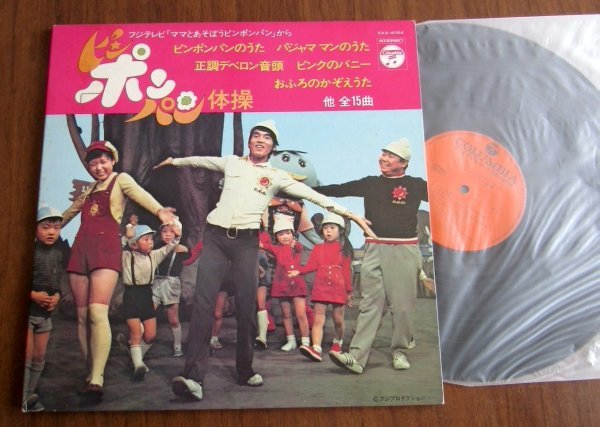 フジテレビ「ママとあそぼうピンポンパン」から
ピンポンパン体操
ピンポンパンのうた パジャママンのうた
正調デベロン音頭 ピンクのバニー
おふろのかぞえうた
他 全15曲
Columbia
COLUMBIA
©フジプロダクション